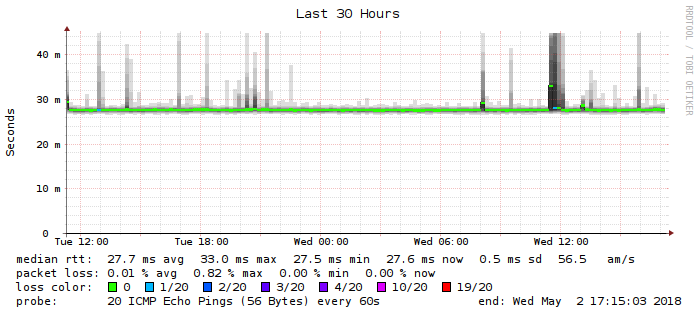 Last 30 Hours
RRDTOOL / TOBI OETIKER
Seconds
40 m
30 m
20 m
10 m
0
Tue 12:00 Tue 18:00 Wed 00:00 Wed 06:00 Wed 12:00
median rtt: 27.7 ms avg 33.0 ms max 27.5 ms min 27.6 ms now 0.5 ms sd 56.5 am/s
packet loss: 0.01 % avg 0.82 % max 0.00 % min 0.00 % now
loss color: 0 1/20 2/20 3/20 4/20 10/20 19/20
probe: 20 ICMP Echo Pings (56 Bytes) every 60s end: Wed May 2 17:15:03 2018